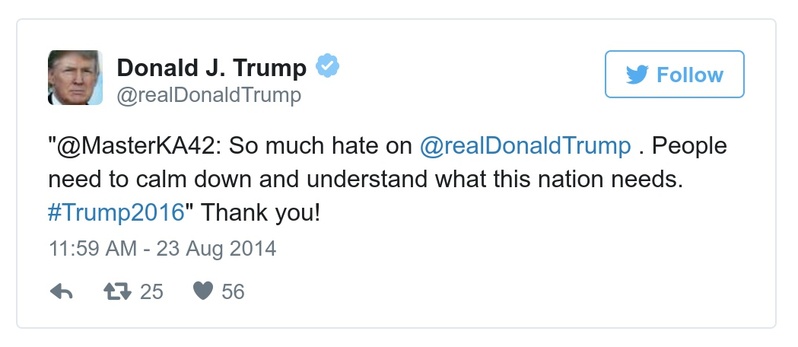 Donald J. Trump
@realDonaldTrump
Follow
"@MasterKA42: So much hate on @realDonaldTrump . People
need to calm down and understand what this nation needs.
#Trump2016" Thank you!
11:59 AM - 23 Aug 2014
25 56